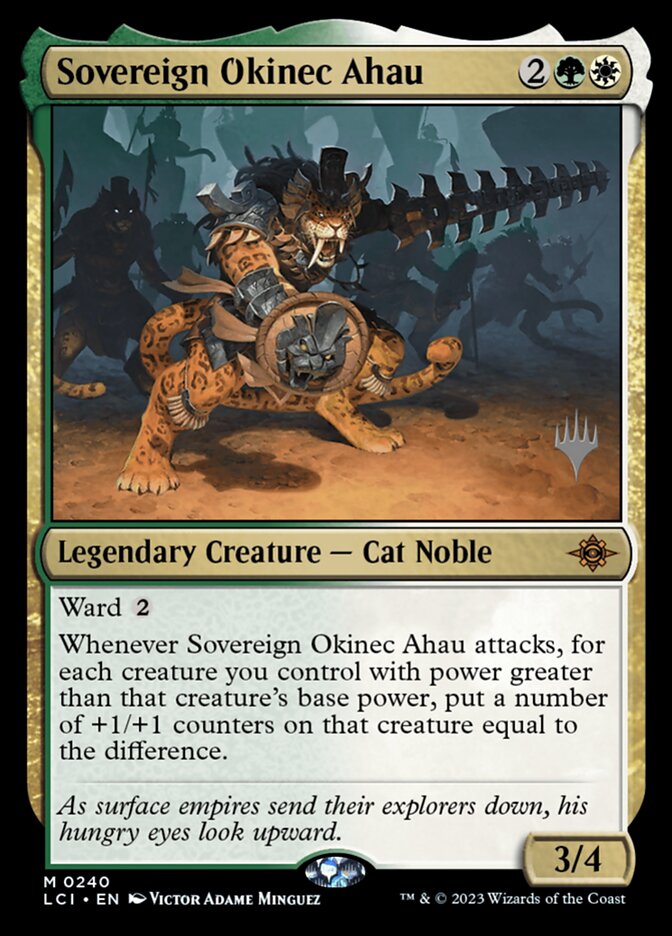 Sovereign Okinec Ahau 2
Legendary Creature — Cat Noble
Ward 2
Whenever Sovereign Okinec Ahau attacks, for
each creature you control with power greater
than that creature's base power, put a number
of +1/+1 counters on that creature equal to
the difference.
As surface empires send their explorers down, his
hungry eyes look upward.
3/4
M 0240
LCI • EN Victor Adame Minguez ™ & © 2023 Wizards of the Coast